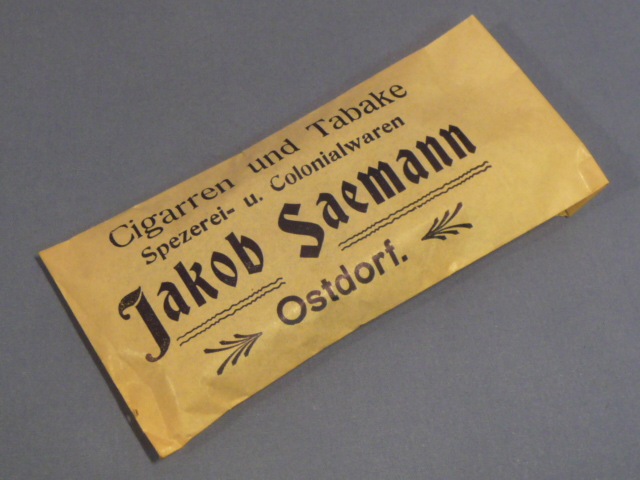 Cigarren und Tabake
Spezerei- u. Colonialwaren
Jakob Saemann
Ostdorf.